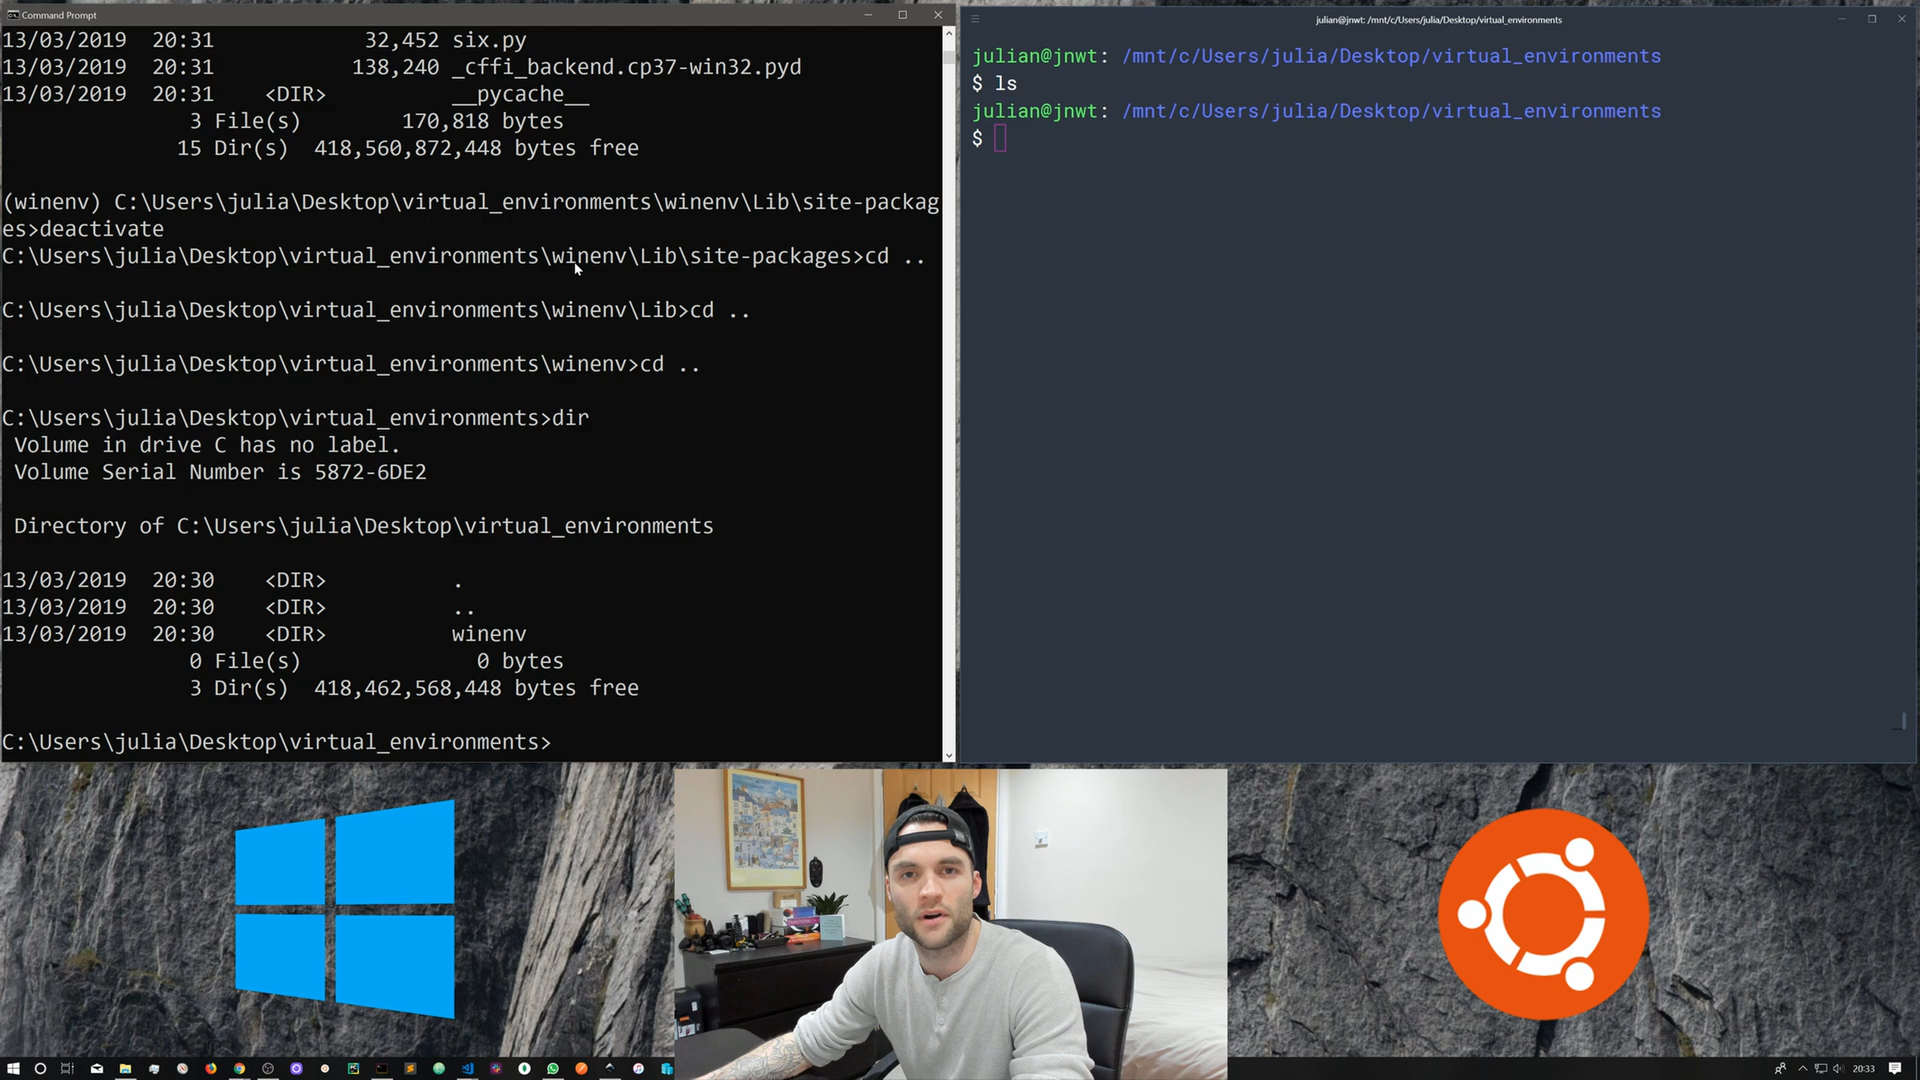 Command Prompt
13/03/2019  20:31            32,452 six.py
13/03/2019  20:31           138,240 _cffi_backend.cp37-win32.pyd
13/03/2019  20:31    <DIR>          __pycache__
               3 File(s)        170,818 bytes
              15 Dir(s)  418,560,872,448 bytes free
(winenv) C:\Users\julia\Desktop\virtual_environments\winenv\Lib\site-packag
es>deactivate
C:\Users\julia\Desktop\virtual_environments\winenv\Lib\site-packages>cd ..
C:\Users\julia\Desktop\virtual_environments\winenv\Lib>cd ..
C:\Users\julia\Desktop\virtual_environments\winenv>cd ..
C:\Users\julia\Desktop\virtual_environments>dir
 Volume in drive C has no label.
 Volume Serial Number is 5872-6DE2
 Directory of C:\Users\julia\Desktop\virtual_environments
13/03/2019  20:30    <DIR>          .
13/03/2019  20:30    <DIR>          ..
13/03/2019  20:30    <DIR>          winenv
               0 File(s)              0 bytes
               3 Dir(s)  418,462,568,448 bytes free
C:\Users\julia\Desktop\virtual_environments>
julian@jnwt: /mnt/c/Users/julia/Desktop/virtual_environments
julian@jnwt: /mnt/c/Users/julia/Desktop/virtual_environments
$ ls
julian@jnwt: /mnt/c/Users/julia/Desktop/virtual_environments
$
20:33